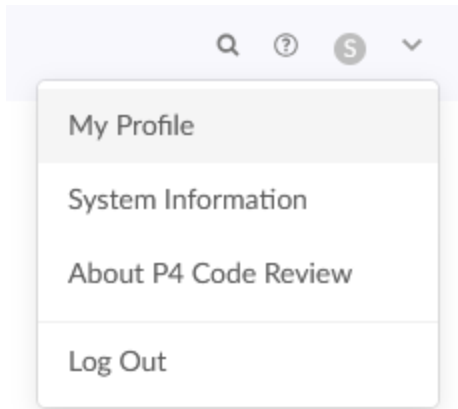 S
My Profile
System Information
About P4 Code Review
Log Out